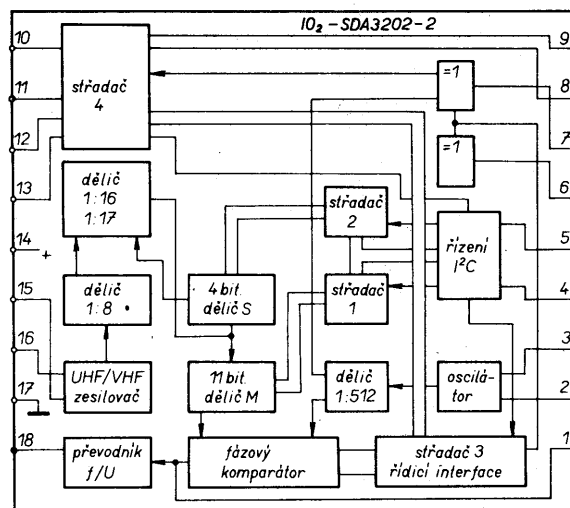 IO₂-SDA3202-2
10
11
12
13
14
+
15
16
17
18
9
8
7
6
5
4
3
2
1
střadač
4
=1
=1
dělič
1:16
1:17
střadač
2
řízení
I²C
dělič
1:8
4 bit.
dělič S
střadač
1
UHF/VHF
zesilovač
11 bit.
dělič M
dělič
1:512
oscilá-
tor
převodník
f/U
fázový
komparátor
střadač 3
řídicí interface